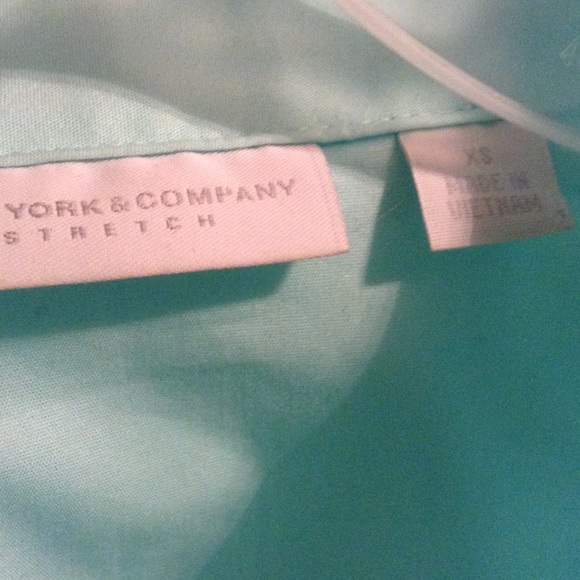 YORK & COMPANY
STRETCH
XS
MADE IN
VIETNAM